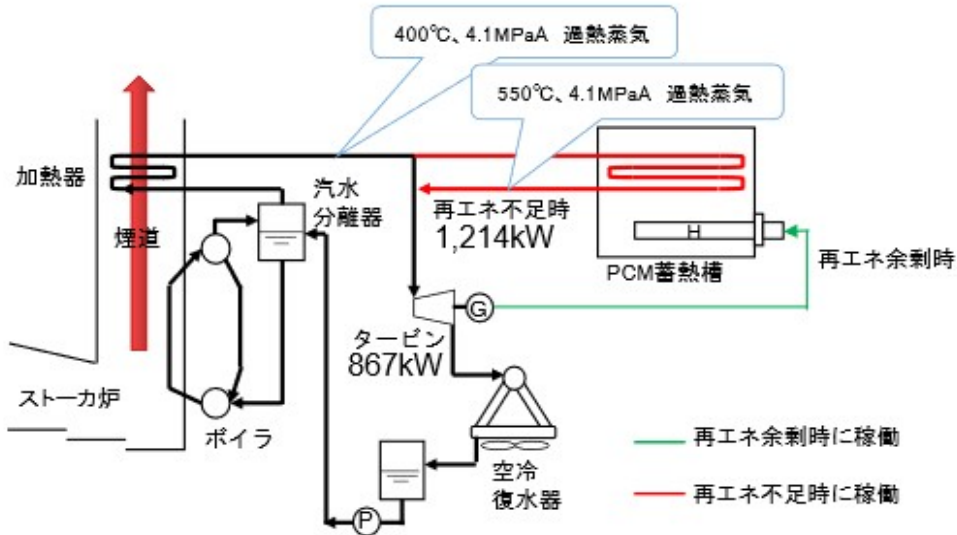 400℃、4.1MPaA 過熱蒸気
550℃、4.1MPaA 過熱蒸気
加熱器
煙道
汽水
分離器
再エネ不足時
1,214kW
H
PCM蓄熱槽
再エネ余剰時
G
タービン
867kW
ストーカ炉
ボイラ
空冷
復水器
P
再エネ余剰時に稼働
再エネ不足時に稼働